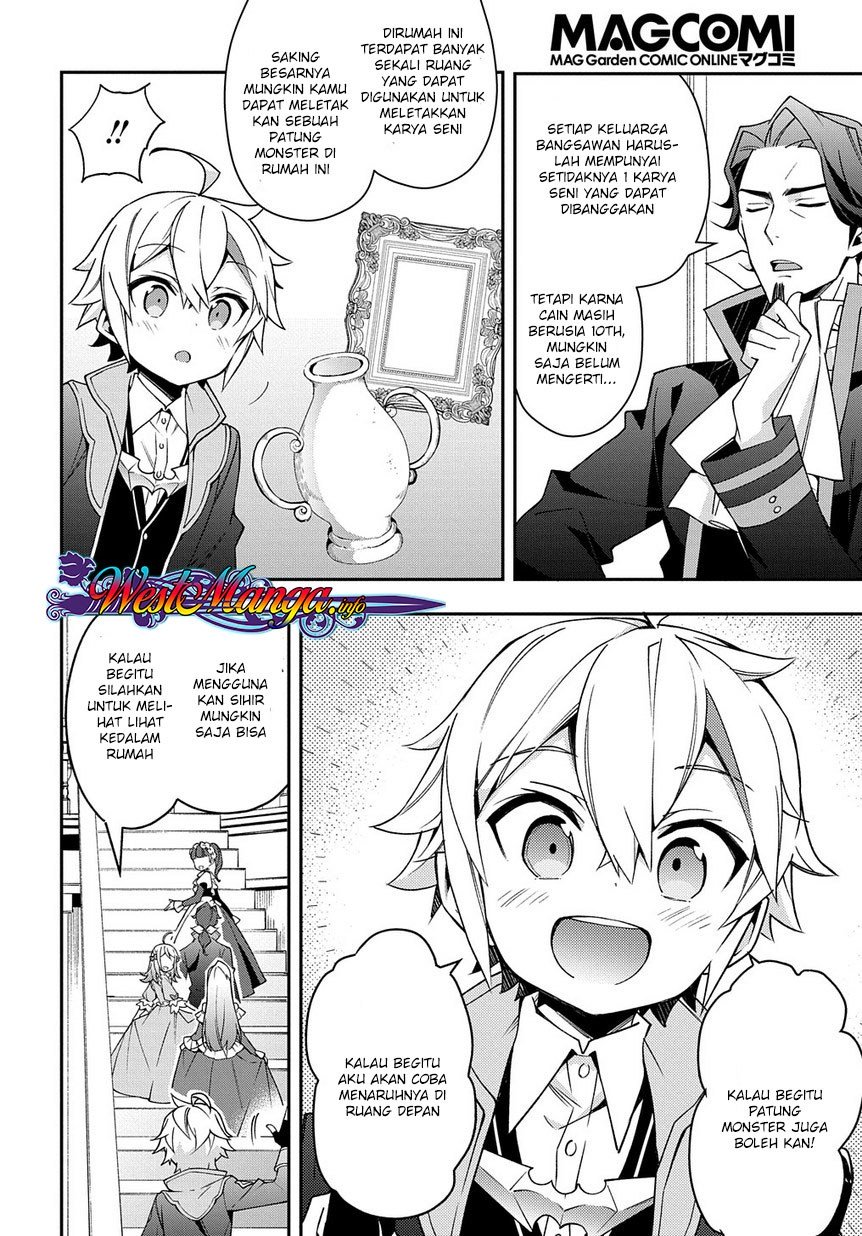 MAGCOMI
MAG Garden COMIC ONLINE マグコミ
SETIAP KELUARGA
BANGSAWAN HARUS-
LAH MEMPUNYAI
SETIDAKNYA 1 KARYA
SENI YANG DAPAT
DIBANGGAKAN
TETAPI KARNA
CAIN MASIH
BERUSIA 10TH,
MUNGKIN
SAJA BELUM
MENGERTI...
DIRUMAH INI
TERDAPAT BANYAK
SEKALI RUANG
YANG DAPAT
DIGUNAKAN UNTUK
MELETAKKAN
KARYA SENI
SAKING
BESARNYA
MUNGKIN KAMU
DAPAT MELETAK
KAN SEBUAH
PATUNG
MONSTER DI
RUMAH INI
!!
WestManga.info
KALAU BEGITU
PATUNG
MONSTER JUGA
BOLEH KAN!
KALAU BEGITU
AKU AKAN COBA
MENARUHNYA DI
RUANG DEPAN
JIKA
MENGGUNA
KAN SIHIR
MUNGKIN
SAJA BISA
KALAU
BEGITU
SILAHKAN
UNTUK MELI-
HAT LIHAT
KEDALAM
RUMAH